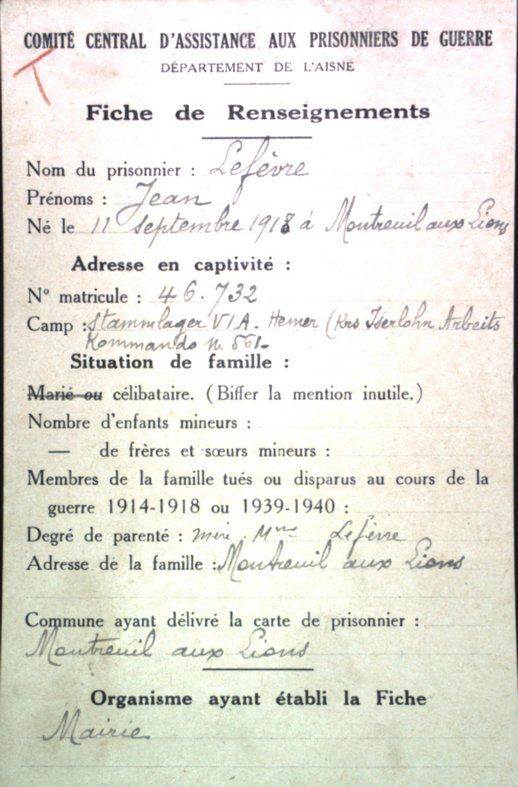 T
COMITÉ CENTRAL D'ASSISTANCE AUX PRISONNIERS DE GUERRE
DÉPARTEMENT DE L'AISNE
Fiche de Renseignements
Nom du prisonnier : Lefèvre
Prénoms : Jean
Né le 11 septembre 1918 à Montreuil aux Lions
Adresse en captivité :
N° matricule : 46.732
Camp : Stammlager VI A - Hemer (Krs Iserlohn Arbeits
Kommando n. 561-
Situation de famille :
Marié ou célibataire. (Biffer la mention inutile.)
Nombre d'enfants mineurs :
— de frères et sœurs mineurs :
Membres de la famille tués ou disparus au cours de la
guerre 1914-1918 ou 1939-1940 :
Degré de parenté : mère Mme Lefèvre
Adresse de la famille : Montreuil aux Lions
Commune ayant délivré la carte de prisonnier :
Montreuil aux Lions
Organisme ayant établi la Fiche
Mairie